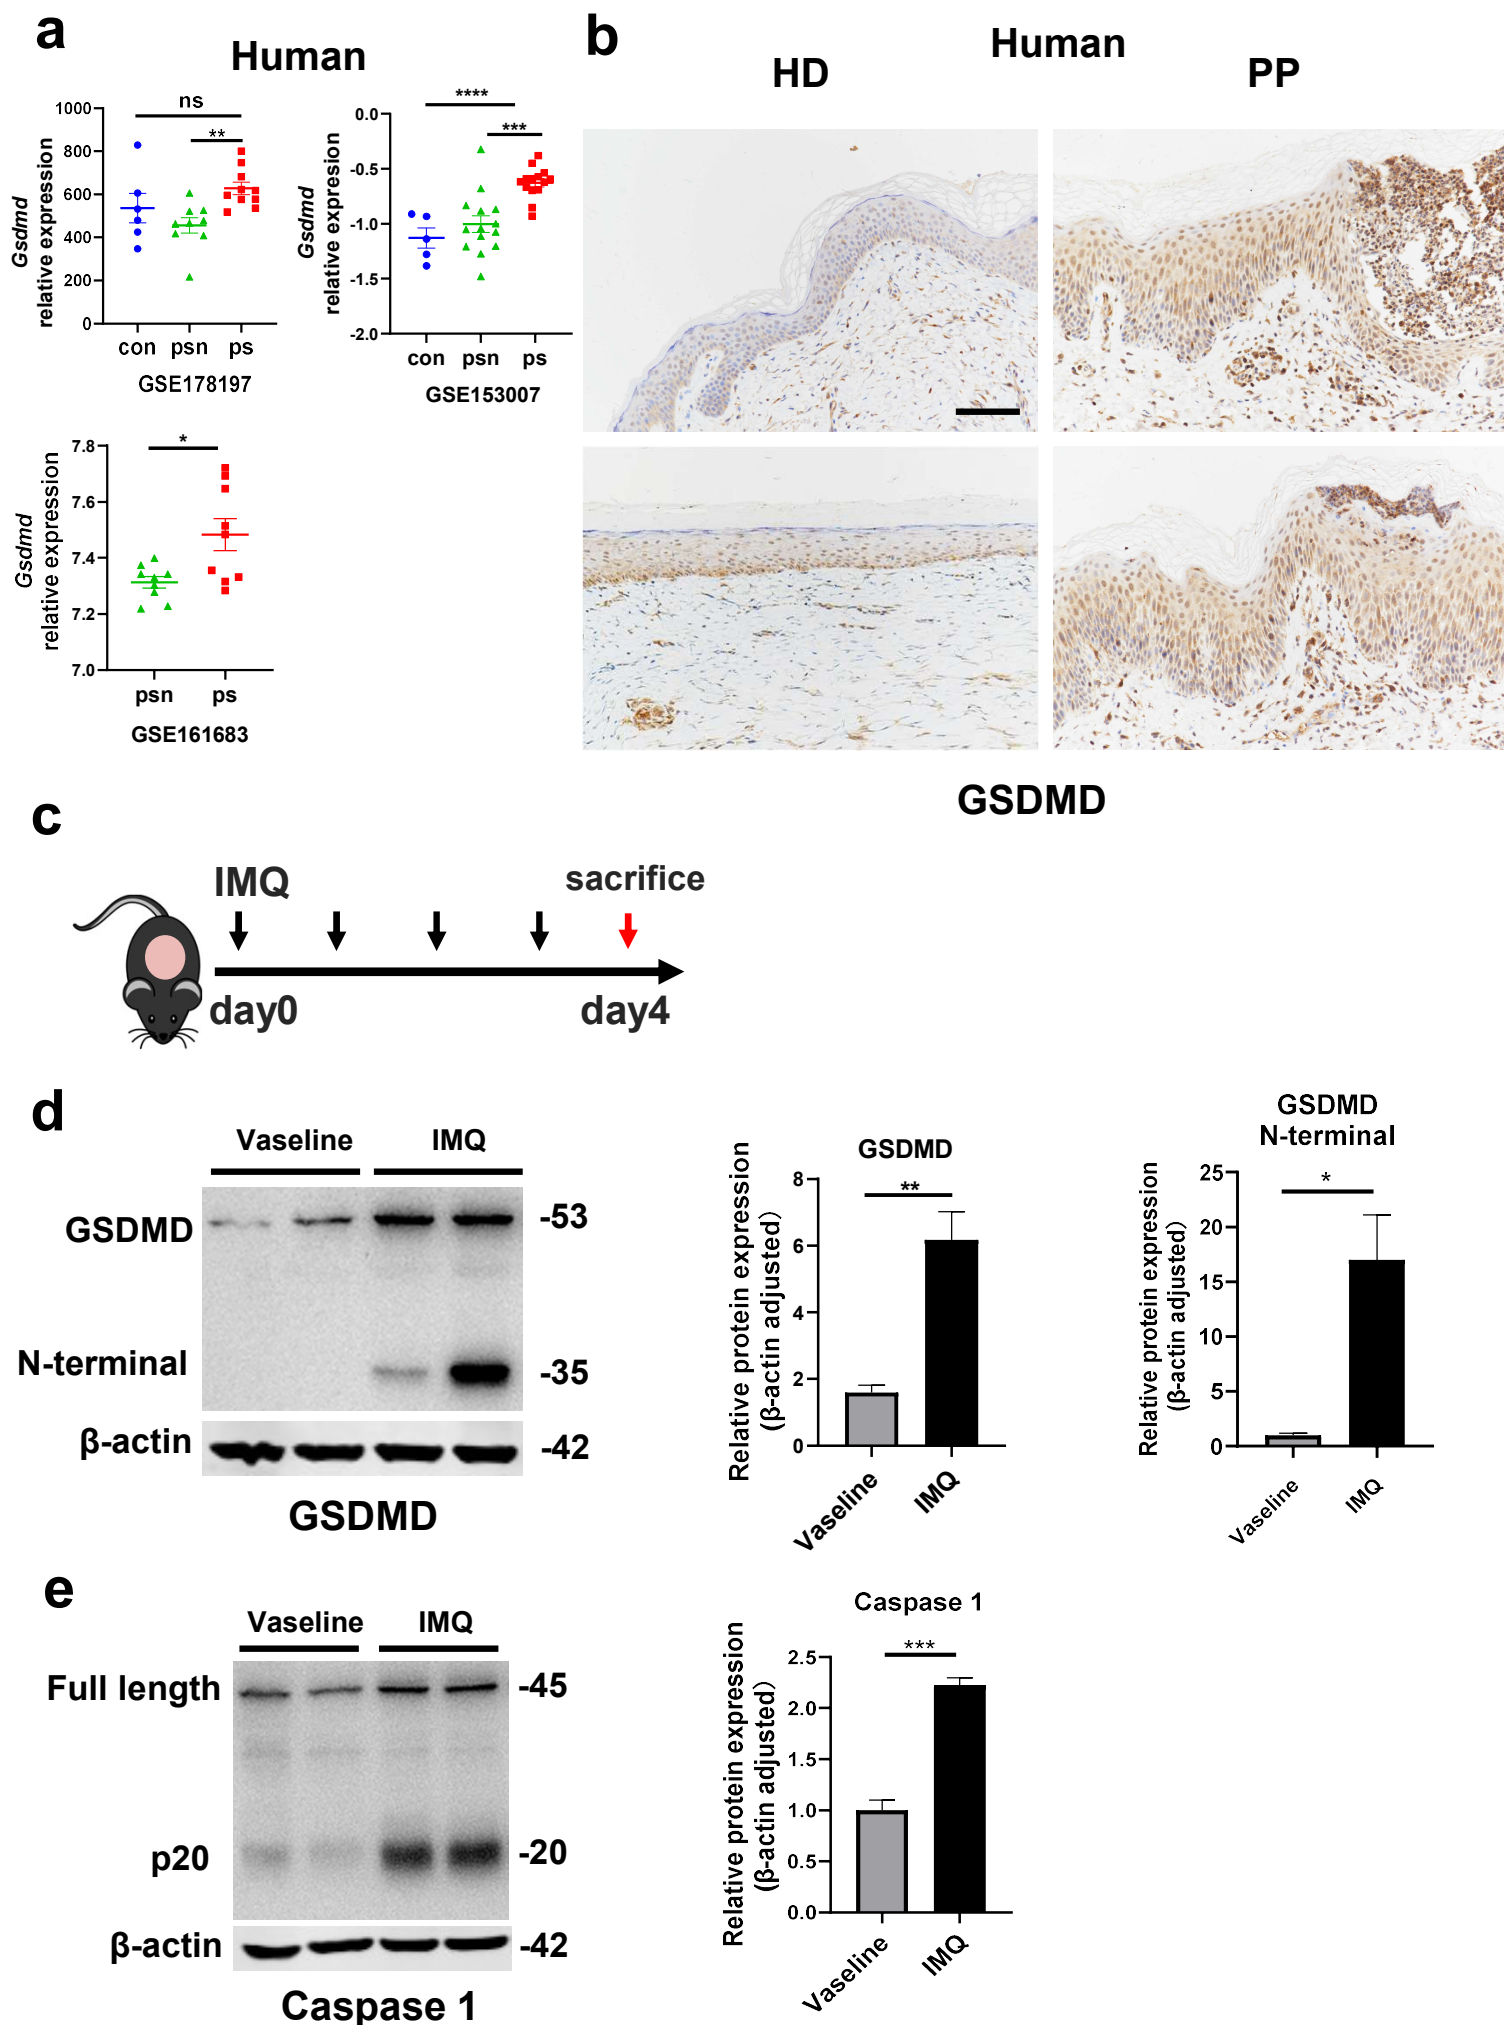 a
Human
ns
**
1000
800
600
400
200
0
Gsdmd
relative expression
con psn ps
GSE178197
****
***
0.0
-0.5
-1.0
-1.5
-2.0
Gsdmd
relative expression
con psn ps
GSE153007
*
7.8
7.6
7.4
7.2
7.0
Gsdmd
relative expression
psn ps
GSE161683
b
Human
HD PP
GSDMD
c
IMQ sacrifice
day0 day4
d
Vaseline IMQ
GSDMD -53
N-terminal -35
β-actin -42
GSDMD
GSDMD
**
8
6
4
2
0
Relative protein expression
(β-actin adjusted)
Vaseline IMQ
GSDMD
N-terminal
*
25
20
15
10
5
0
Relative protein expression
(β-actin adjusted)
Vaseline IMQ
e
Vaseline IMQ
Full length -45
p20 -20
β-actin -42
Caspase 1
Caspase 1
***
2.5
2.0
1.5
1.0
0.5
0.0
Relative protein expression
(β-actin adjusted)
Vaseline IMQ